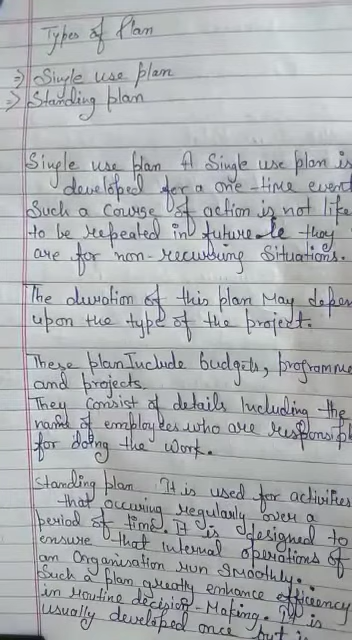 Types of Plan
=> Single use plan
=> Standing plan
Single use plan A Single use plan is
developed for a one-time event
Such a course of action is not like
to be repeated in future they
are for non-recurring Situations.
The duration of this plan May depen
upon the type of the project.
These plan Include budgets, programme
and projects.
They consist of details Including the
name of employees who are responsibl
for doing the work.
Standing plan It is used for activities
that occuring regularly over a
period of time. It is designed to
ensure that internal operations of
an Organisation run smoothly.
Such a plan greatly enhance efficiency
in routine decision-Making. It is
usually developed once but is